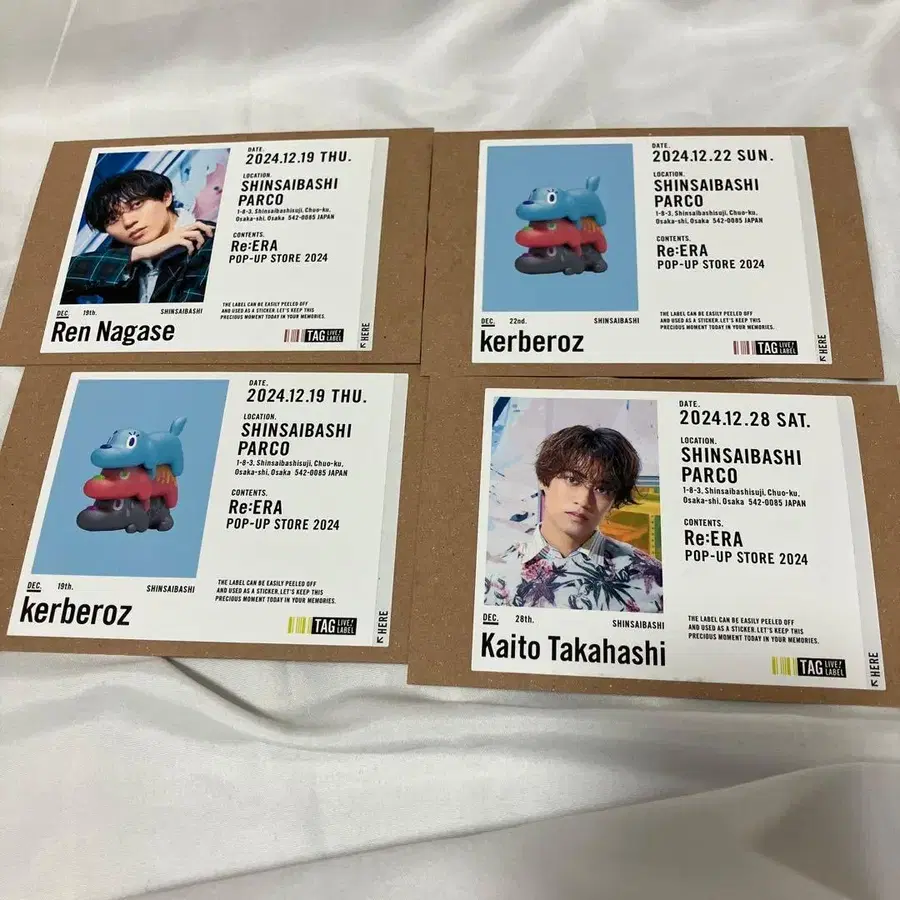 DATE.
2024.12.19 THU.
LOCATION.
SHINSAIBASHI
PARCO
1-8-3, Shinsaibashisuji, Chuo-ku,
Osaka-shi, Osaka 542-0085 JAPAN
CONTENTS.
Re:ERA
POP-UP STORE 2024
DEC. 19th. SHINSAIBASHI
Ren Nagase
THE LABEL CAN BE EASILY PEELED OFF
AND USED AS A STICKER. LET'S KEEP THIS
PRECIOUS MOMENT TODAY IN YOUR MEMORIES.
TAG LIVE!
LABEL
HERE
DATE.
2024.12.22 SUN.
LOCATION.
SHINSAIBASHI
PARCO
1-8-3, Shinsaibashisuji, Chuo-ku,
Osaka-shi, Osaka 542-0085 JAPAN
CONTENTS.
Re:ERA
POP-UP STORE 2024
DEC. 22nd. SHINSAIBASHI
kerberoz
THE LABEL CAN BE EASILY PEELED OFF
AND USED AS A STICKER. LET'S KEEP THIS
PRECIOUS MOMENT TODAY IN YOUR MEMORIES.
TAG LIVE!
LABEL
HERE
DATE.
2024.12.19 THU.
LOCATION.
SHINSAIBASHI
PARCO
1-8-3, Shinsaibashisuji, Chuo-ku,
Osaka-shi, Osaka 542-0085 JAPAN
CONTENTS.
Re:ERA
POP-UP STORE 2024
DEC. 19th. SHINSAIBASHI
kerberoz
THE LABEL CAN BE EASILY PEELED OFF
AND USED AS A STICKER. LET'S KEEP THIS
PRECIOUS MOMENT TODAY IN YOUR MEMORIES.
TAG LIVE!
LABEL
HERE
DATE.
2024.12.28 SAT.
LOCATION.
SHINSAIBASHI
PARCO
1-8-3, Shinsaibashisuji, Chuo-ku,
Osaka-shi, Osaka 542-0085 JAPAN
CONTENTS.
Re:ERA
POP-UP STORE 2024
DEC. 28th. SHINSAIBASHI
Kaito Takahashi
THE LABEL CAN BE EASILY PEELED OFF
AND USED AS A STICKER. LET'S KEEP THIS
PRECIOUS MOMENT TODAY IN YOUR MEMORIES.
TAG LIVE!
LABEL
HERE